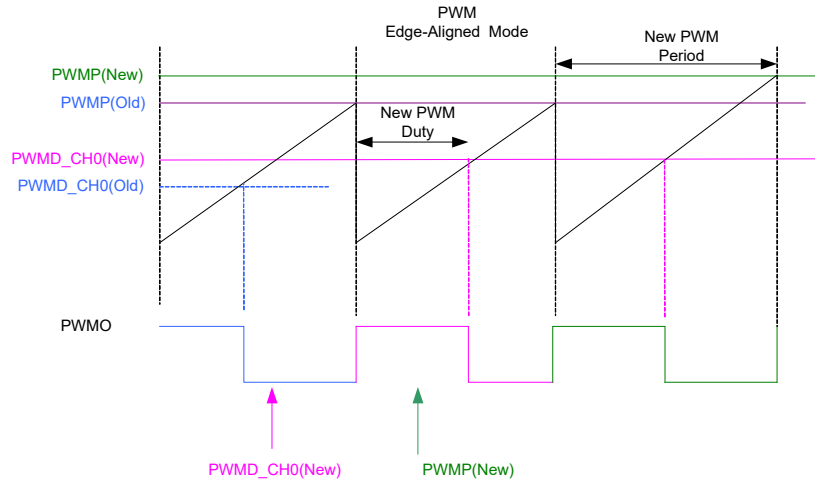 PWM
Edge-Aligned Mode
New PWM
Period
PWMP(New)
PWMP(Old)
New PWM
Duty
PWMD_CH0(New)
PWMD_CH0(Old)
PWMO
PWMD_CH0(New)
PWMP(New)